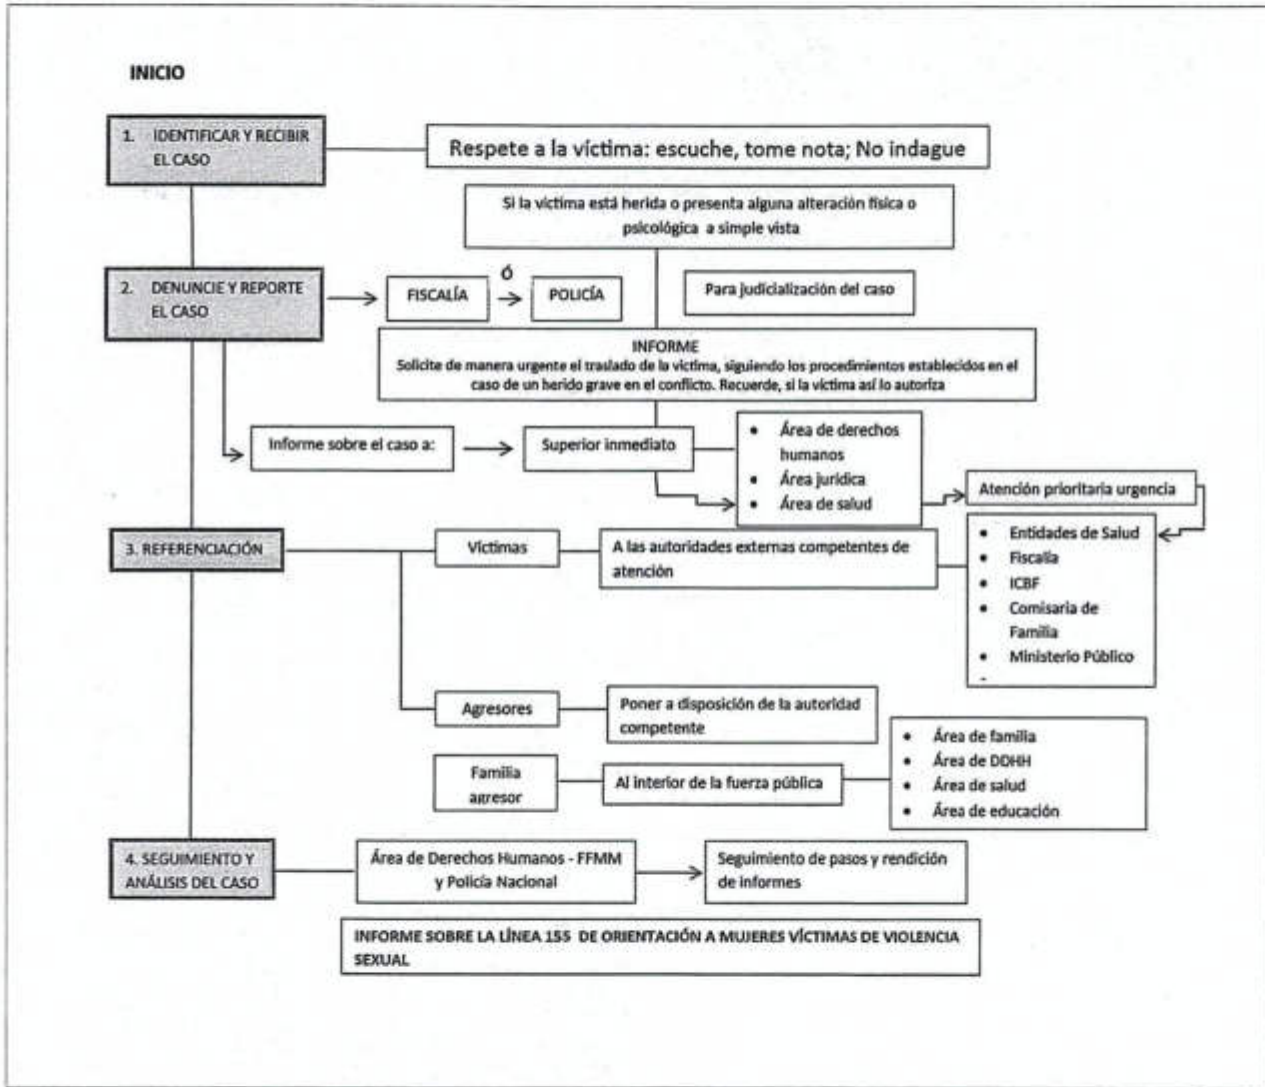 INICIO
1. IDENTIFICAR Y RECIBIR
EL CASO
Respete a la víctima: escuche, tome nota; No indague
Si la víctima está herida o presenta alguna alteración física o
psicológica a simple vista
2. DENUNCIE Y REPORTE
EL CASO
FISCALÍA
Ó
POLICÍA
Para judicialización del caso
INFORME
Solicite de manera urgente el traslado de la víctima, siguiendo los procedimientos establecidos en el
caso de un herido grave en el conflicto. Recuerde, si la víctima así lo autoriza
Informe sobre el caso a:
Superior inmediato
• Área de derechos
humanos
• Área jurídica
• Área de salud
Atención prioritaria urgencia
3. REFERENCIACIÓN
Víctimas
A las autoridades externas competentes de
atención
• Entidades de Salud
• Fiscalía
• ICBF
• Comisaria de
Familia
• Ministerio Público
-
Agresores
Poner a disposición de la autoridad
competente
Familia
agresor
Al interior de la fuerza pública
• Área de familia
• Área de DDHH
• Área de salud
• Área de educación
4. SEGUIMIENTO Y
ANÁLISIS DEL CASO
Área de Derechos Humanos - FFMM
y Policía Nacional
Seguimiento de pasos y rendición
de informes
INFORME SOBRE LA LÍNEA 155 DE ORIENTACIÓN A MUJERES VÍCTIMAS DE VIOLENCIA
SEXUAL